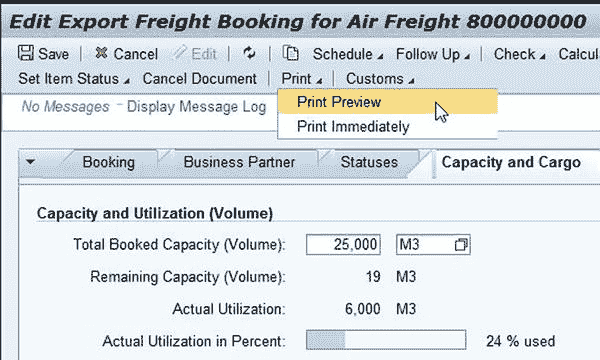 Edit Export Freight Booking for Air Freight 800000000
Save Cancel Edit Schedule Follow Up Check
Set Item Status Cancel Document Print Customs
Print Preview
No Messages - Display Message Log
Print Immediately
Booking Business Partner Statuses Capacity and Cargo
Capacity and Utilization (Volume)
Total Booked Capacity (Volume): 25,000 M3
Remaining Capacity (Volume): 19 M3
Actual Utilization: 6,000 M3
Actual Utilization in Percent: 24 % used